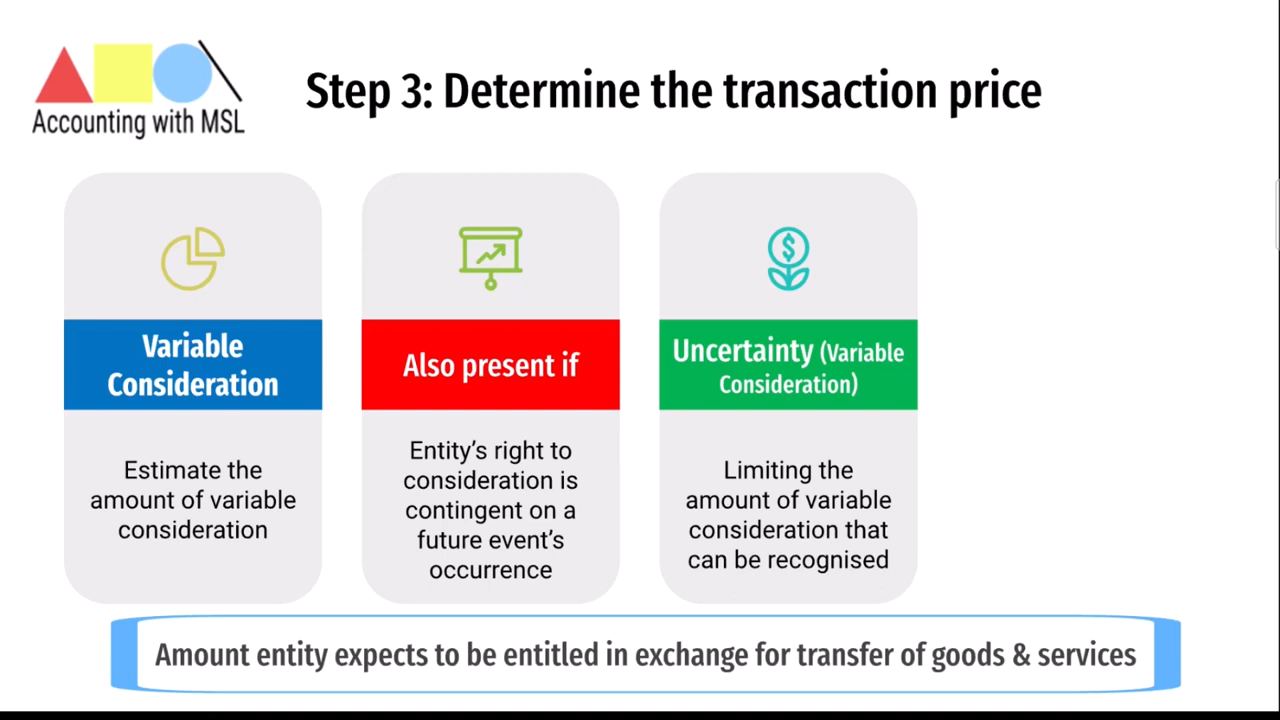 Accounting with MSL
Step 3: Determine the transaction price
Variable
Consideration
Estimate the
amount of variable
consideration
Also present if
Entity’s right to
consideration is
contingent on a
future event’s
occurrence
Uncertainty (Variable
Consideration)
Limiting the
amount of variable
consideration that
can be recognised
Amount entity expects to be entitled in exchange for transfer of goods & services